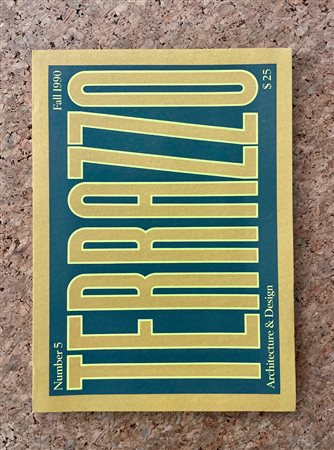 Number 5
Fall 1990
TERRAZZO
Architecture & Design
$ 25